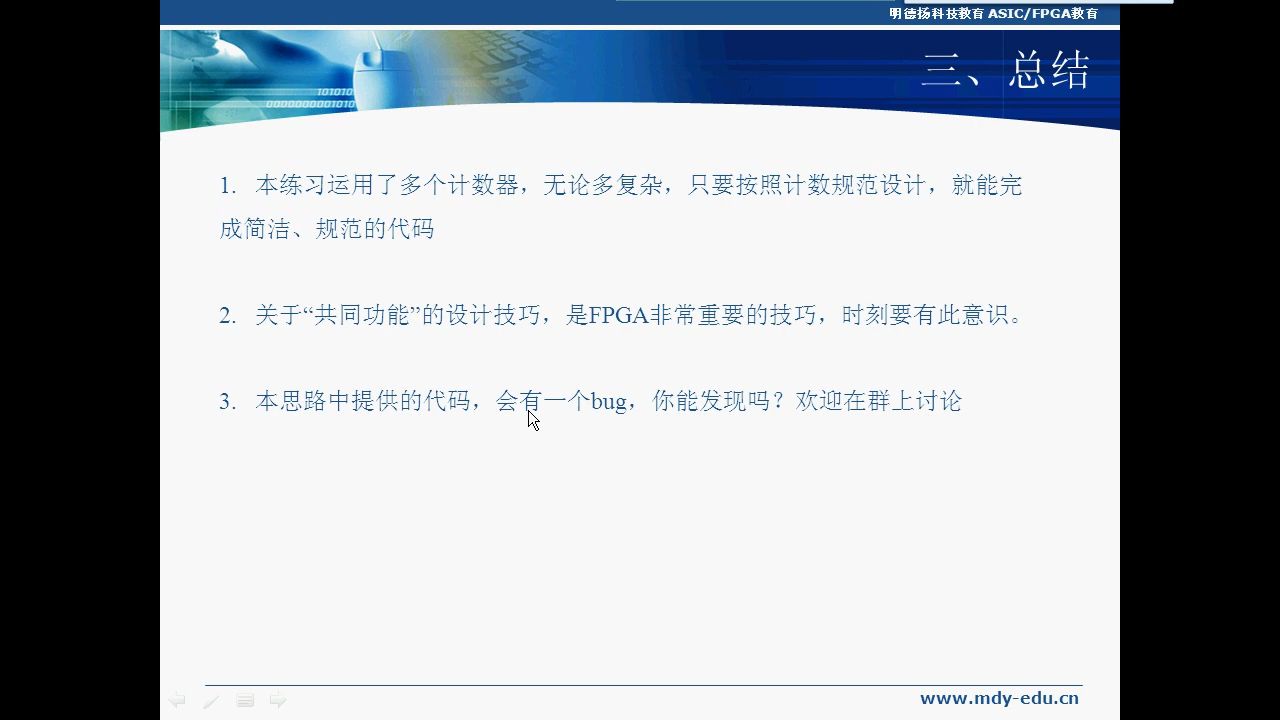 明德扬科技教育 ASIC/FPGA教育
三、总结
101010
0000000001010
1. 本练习运用了多个计数器，无论多复杂，只要按照计数规范设计，就能完
成简洁、规范的代码
2. 关于“共同功能”的设计技巧，是FPGA非常重要的技巧，时刻要有此意识。
3. 本思路中提供的代码，会有一个bug，你能发现吗？欢迎在群上讨论
www.mdy-edu.cn